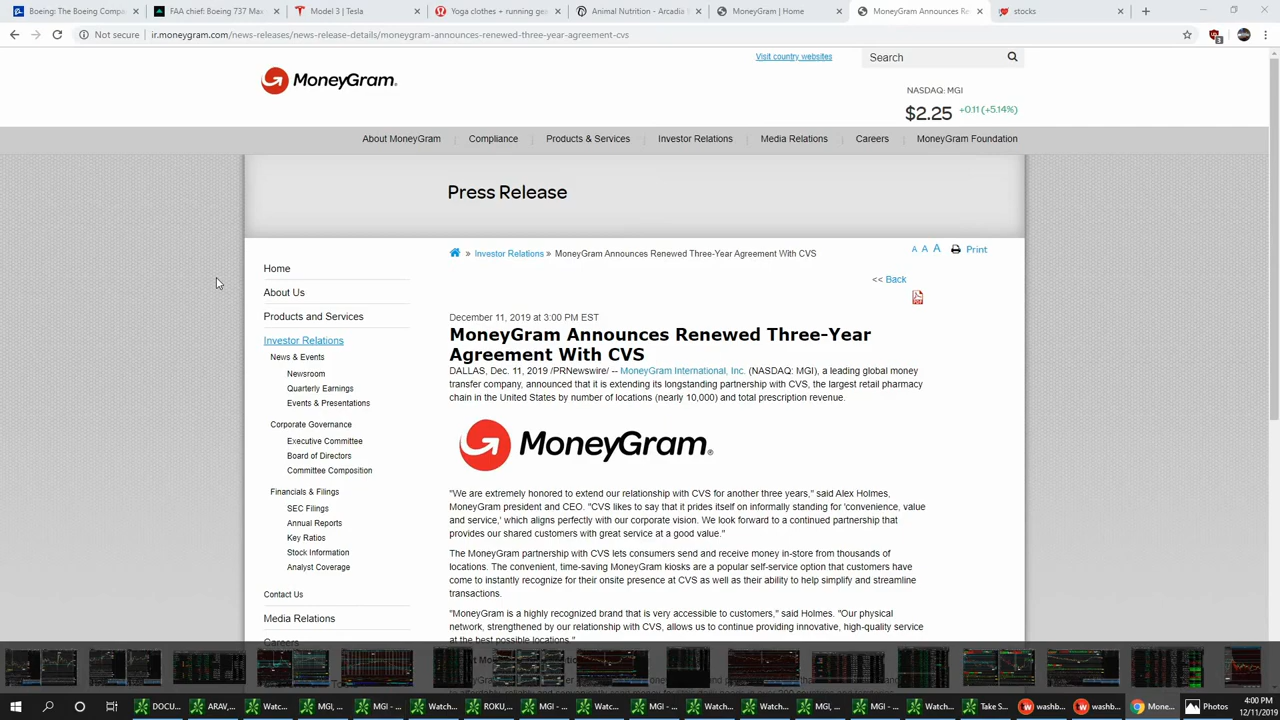 Boeing: The Boeing Compa
FAA chief: Boeing 737 Max
Model 3 | Tesla
Yoga clothes + running ge
Animal Nutrition - Arcadia
MoneyGram | Home
MoneyGram Announces Re
stocks
Not secure
ir.moneygram.com/news-releases/news-release-details/moneygram-announces-renewed-three-year-agreement-cvs
MoneyGram.
Visit country websites
Search
NASDAQ: MGI
$2.25 +0.11 (+5.14%)
About MoneyGram
Compliance
Products & Services
Investor Relations
Media Relations
Careers
MoneyGram Foundation
Press Release
» Investor Relations » MoneyGram Announces Renewed Three-Year Agreement With CVS
A A A Print
Home
About Us
Products and Services
Investor Relations
News & Events
Newsroom
Quarterly Earnings
Events & Presentations
Corporate Governance
Executive Committee
Board of Directors
Committee Composition
Financials & Filings
SEC Filings
Annual Reports
Key Ratios
Stock Information
Analyst Coverage
Contact Us
Media Relations
Careers
<< Back
December 11, 2019 at 3:00 PM EST
MoneyGram Announces Renewed Three-Year
Agreement With CVS
DALLAS, Dec. 11, 2019 /PRNewswire/ -- MoneyGram International, Inc. (NASDAQ: MGI), a leading global money
transfer company, announced that it is extending its longstanding partnership with CVS, the largest retail pharmacy
chain in the United States by number of locations (nearly 10,000) and total prescription revenue.
MoneyGram®
"We are extremely honored to extend our relationship with CVS for another three years," said Alex Holmes,
MoneyGram president and CEO. "CVS likes to say that it prides itself on informally standing for 'convenience, value
and service,' which aligns perfectly with our corporate vision. We look forward to a continued partnership that
provides our shared customers with great service at a good value."
The MoneyGram partnership with CVS lets consumers send and receive money in-store from thousands of
locations. The convenient, time-saving MoneyGram kiosks are a popular self-service option that customers have
come to instantly recognize for their onsite presence at CVS as well as their ability to help simplify and streamline
transactions.
"MoneyGram is a highly recognized brand that is very accessible to customers," said Holmes. "Our physical
network, strengthened by our relationship with CVS, allows us to continue providing innovative, high-quality service
at the best possible locations."
DOCU...
ARAV,...
Watc...
MGI,...
MGI -...
Watch...
ROKU,...
MGI -...
Watc...
MGI -...
Watch...
MGI,...
MGI -...
Watch...
Take S...
washb...
washb...
Mone...
Photos
4:00 PM
12/11/2019